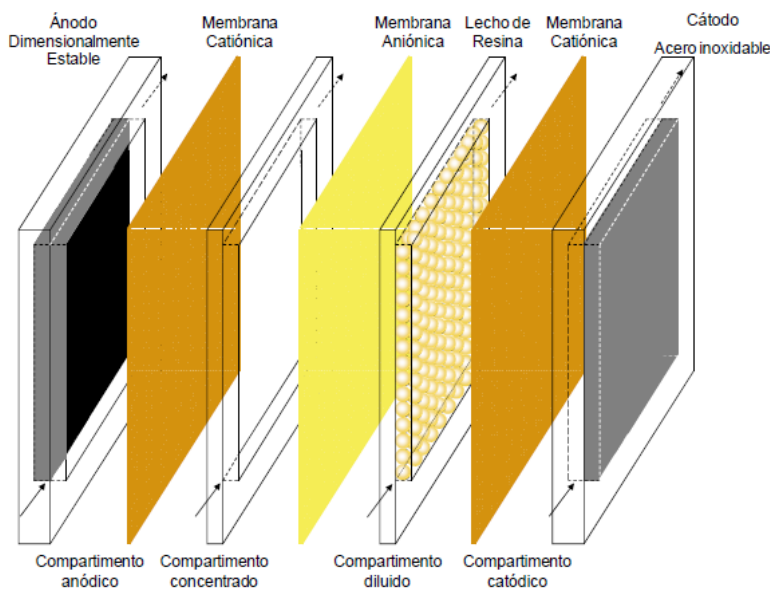 Ánodo
Dimensionalmente
Estable
Membrana
Catiónica
Membrana
Aniónica
Lecho de
Resina
Membrana
Catiónica
Cátodo
Acero inoxidable
Compartimento
anódico
Compartimento
concentrado
Compartimento
diluido
Compartimento
catódico